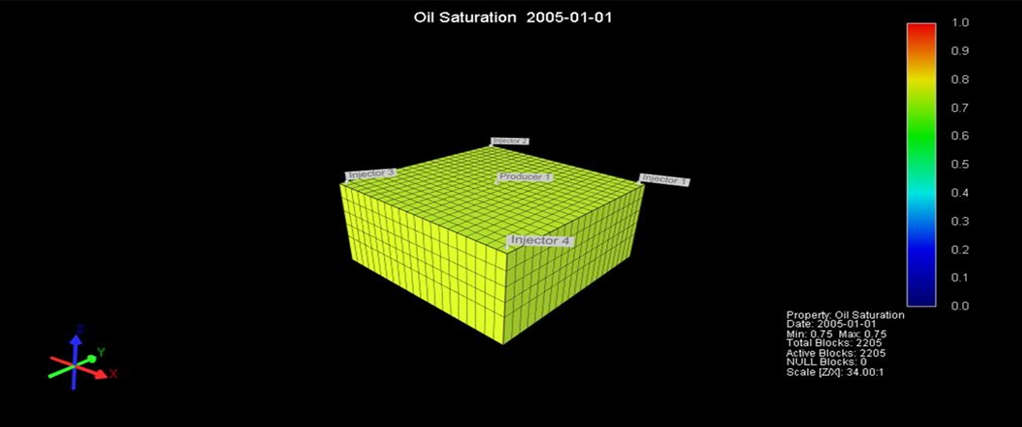 Oil Saturation 2005-01-01
1.0
0.9
0.8
0.7
0.6
0.5
0.4
0.3
0.2
0.1
0.0
Injector 2
Injector 3
Producer 1
Injector 1
Injector 4
Z
Y
X
Property: Oil Saturation
Date: 2005-01-01
Min: 0.75 Max: 0.75
Total Blocks: 2205
Active Blocks: 2205
NULL Blocks: 0
Scale [Z/X]: 34.00:1